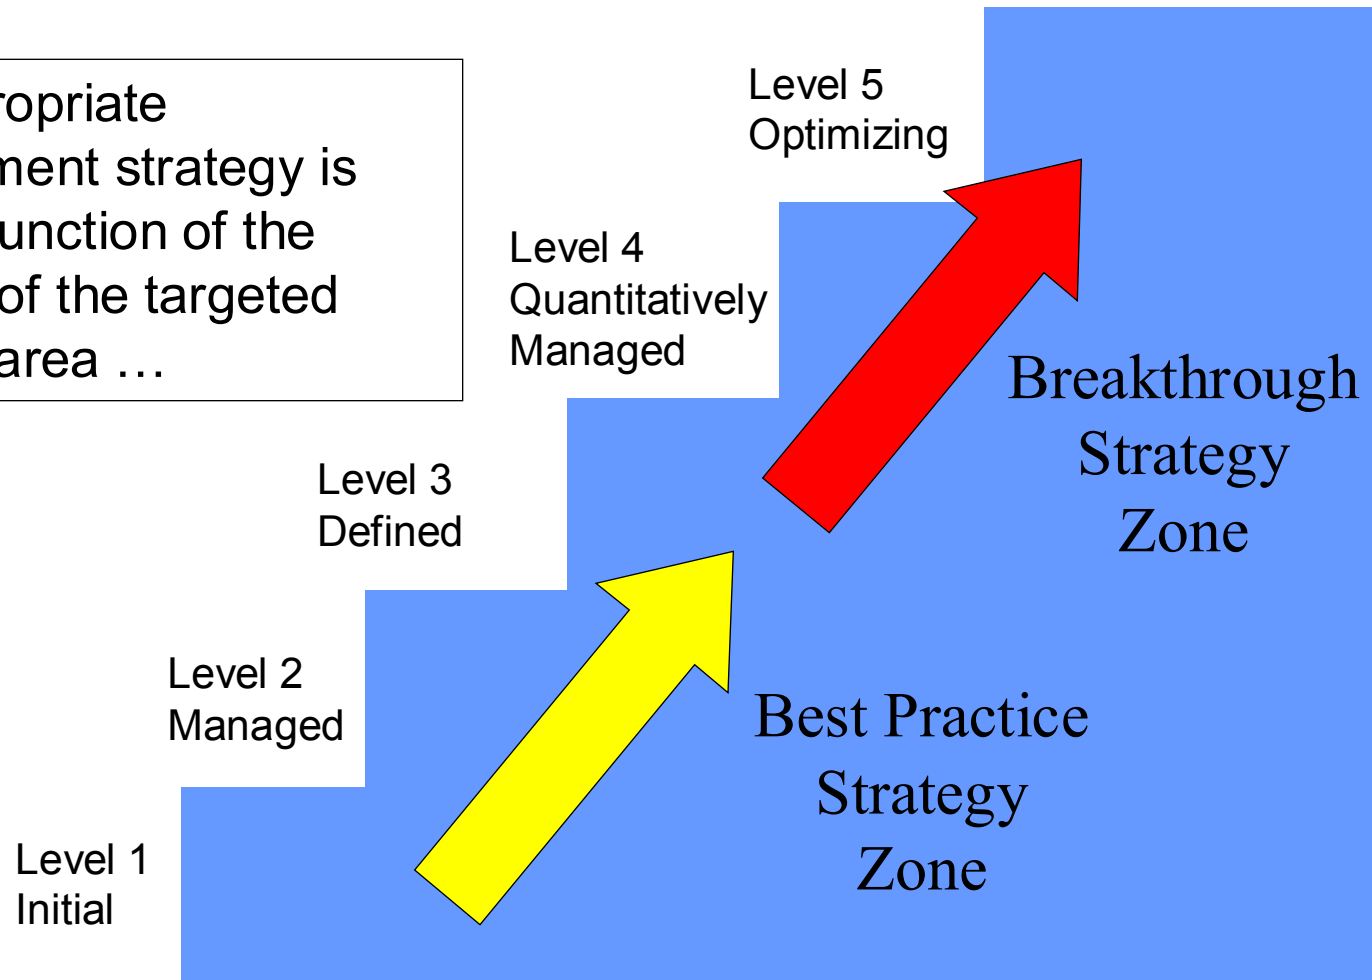 ropriate
ment strategy is
unction of the
of the targeted
area …
Level 5
Optimizing
Level 4
Quantitatively
Managed
Breakthrough
Strategy
Zone
Level 3
Defined
Level 2
Managed
Best Practice
Strategy
Zone
Level 1
Initial